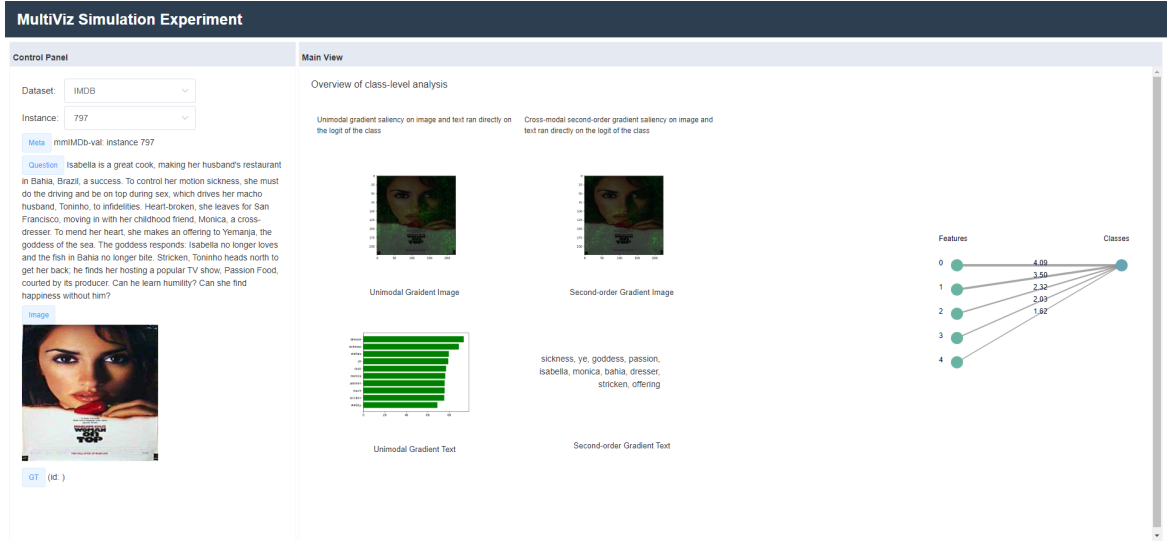 MultiViz Simulation Experiment
Control Panel
Dataset:
IMDB
Instance:
797
Meta mmIMDb-val: instance 797
Question Isabella is a great cook, making her husband's restaurant
in Bahia, Brazil, a success. To control her motion sickness, she must
do the driving and be on top during sex, which drives her macho
husband, Toninho, to infidelities. Heart-broken, she leaves for San
Francisco, moving in with her childhood friend, Monica, a cross-
dresser. To mend her heart, she makes an offering to Yemanja, the
goddess of the sea. The goddess responds: Isabella no longer loves
and the fish in Bahia no longer bite. Stricken, Toninho heads north to
get her back; he finds her hosting a popular TV show, Passion Food,
courted by its producer. Can he learn humility? Can she find
happiness without him?
Image
WOMAN
ON
TOP
GT (id: )
Main View
Overview of class-level analysis
Unimodal gradient saliency on image and text ran directly on
the logit of the class
Cross-modal second-order gradient saliency on image and
text ran directly on the logit of the class
Unimodal Graident Image
Second-order Gradient Image
0 20 40 60 80
Unimodal Gradient Text
sickness, ye, goddess, passion,
isabella, monica, bahia, dresser,
stricken, offering
Second-order Gradient Text
Features
Classes
0
1
2
3
4
4.09
3.50
2.32
2.03
1.62